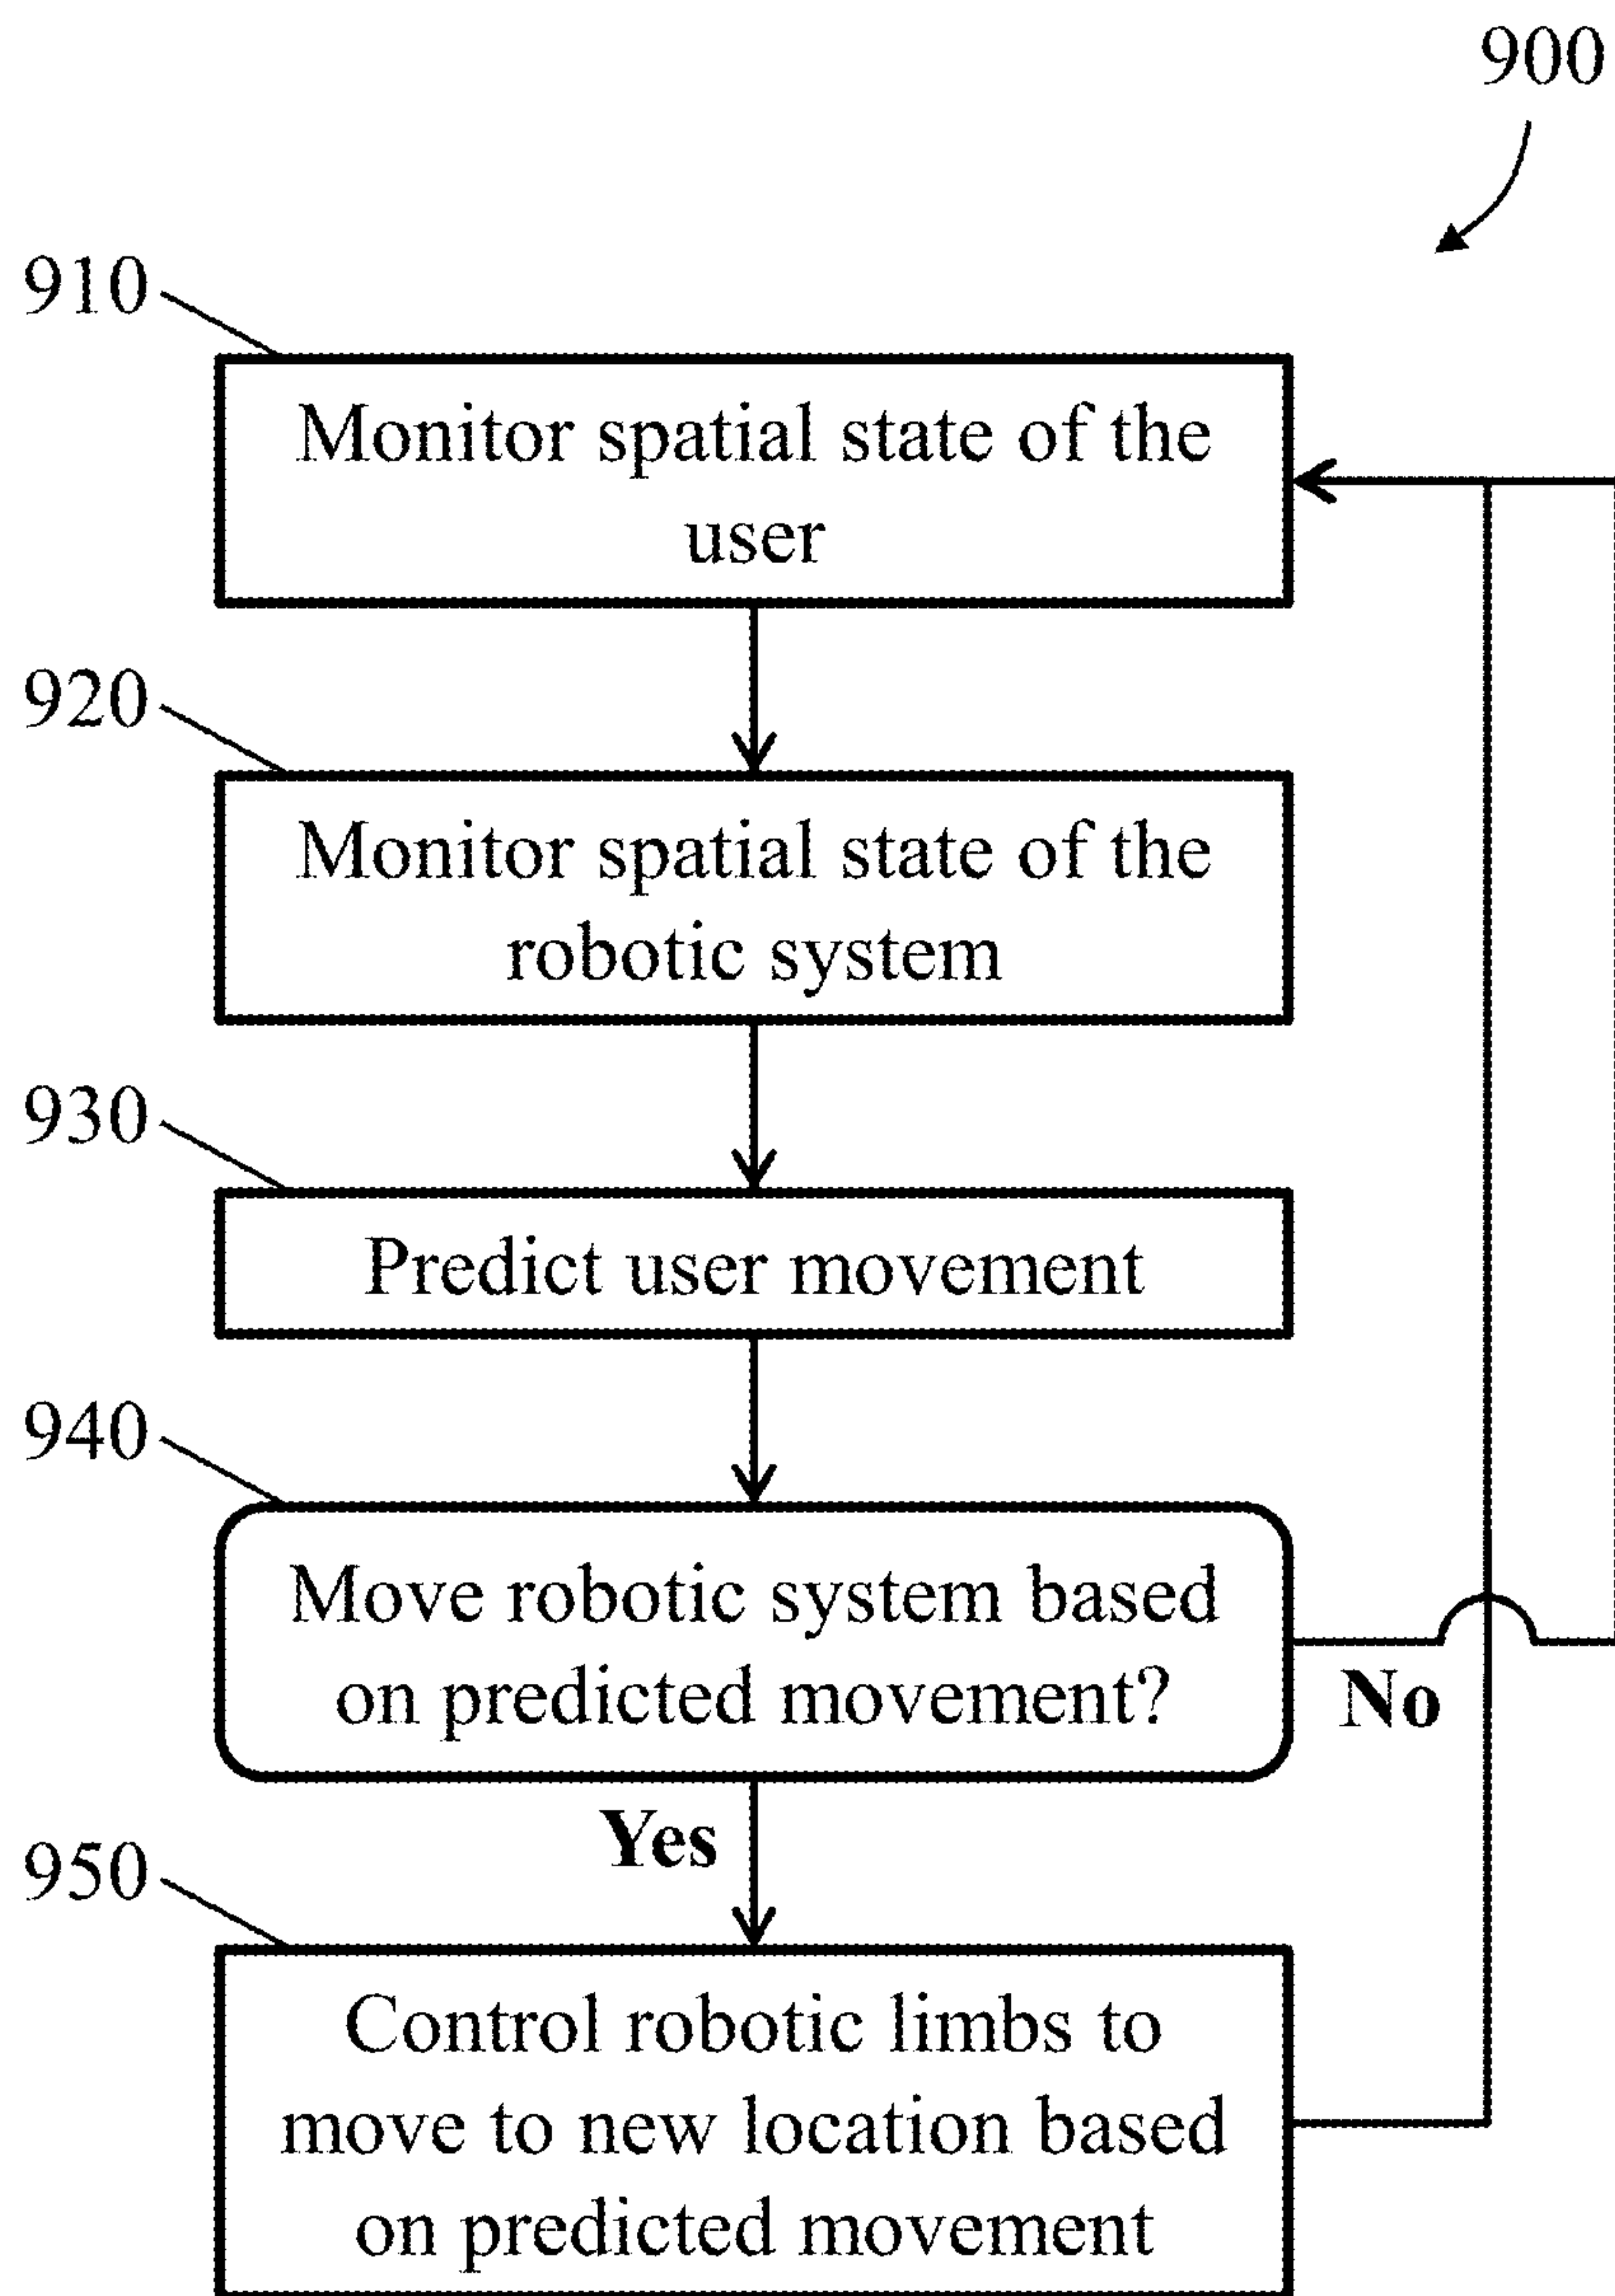 900
910
Monitor spatial state of the
user
920
Monitor spatial state of the
robotic system
930
Predict user movement
940
Move robotic system based
on predicted movement?
No
Yes
950
Control robotic limbs to
move to new location based
on predicted movement